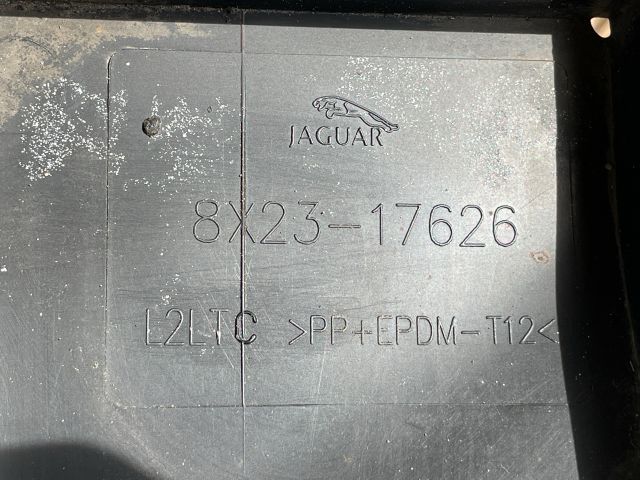 JAGUAR
8X23-17626
L2LTC >PP+EPDM-T12<